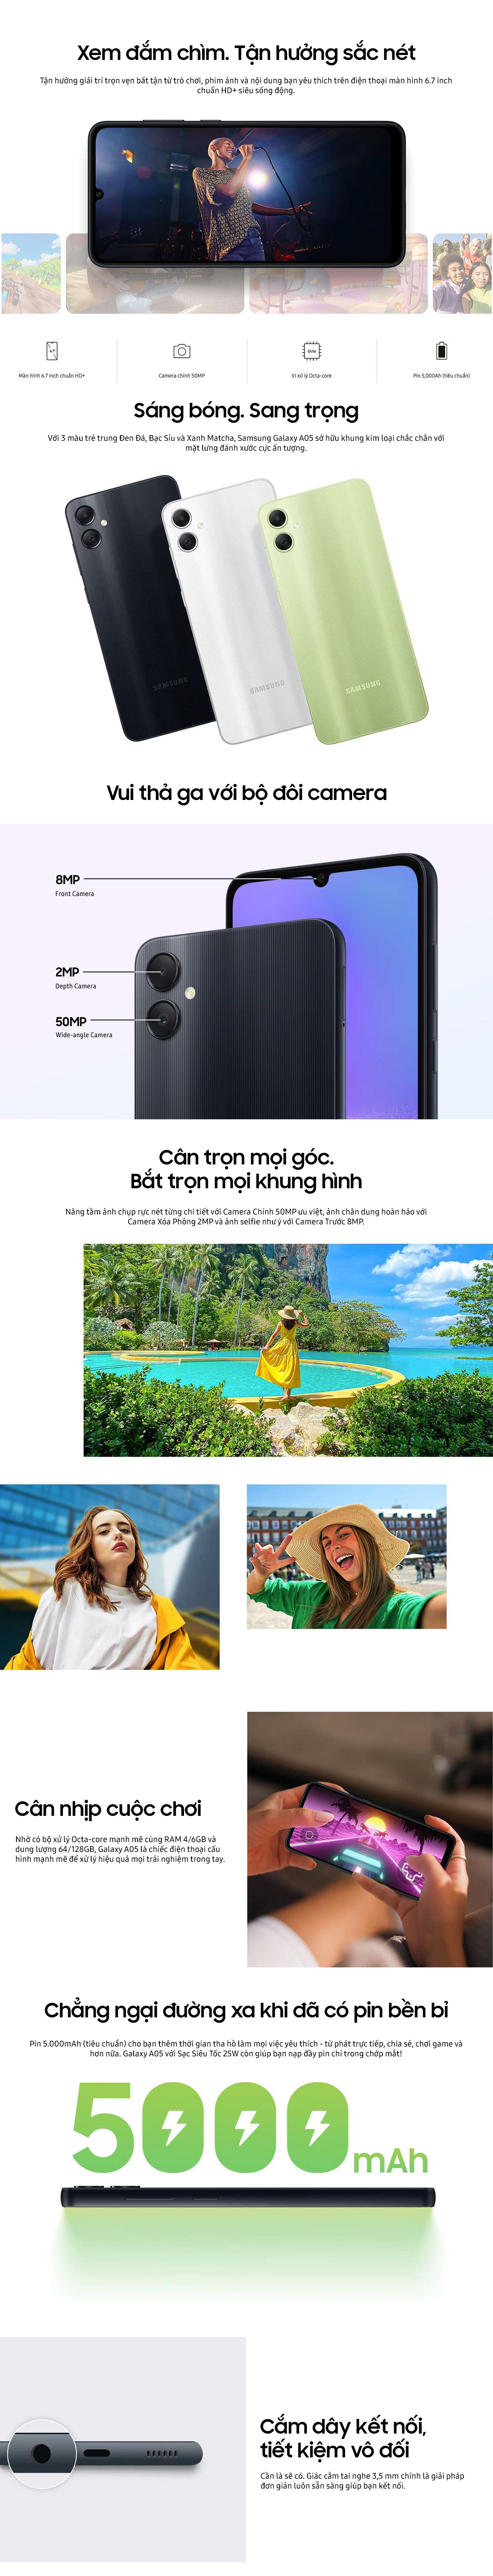 Xem đắm chìm. Tận hưởng sắc nét
Tận hưởng giải trí trọn vẹn bất tận từ trò chơi, phim ảnh và nội dung bạn yêu thích trên điện thoại màn hình 6.7 inch
chuẩn HD+ siêu sống động.
6.7"
Octa
Màn hình 6.7 inch chuẩn HD+
Camera chính 50MP
Vi xử lý Octa-core
Pin 5,000Ah (tiêu chuẩn)
Sáng bóng. Sang trọng
Với 3 màu trẻ trung Đen Đá, Bạc Sỉu và Xanh Matcha, Samsung Galaxy A05 sở hữu khung kim loại chắc chắn với
mặt lưng đánh xước cực ấn tượng.
SAMSUNG
SAMSUNG
SAMSUNG
Vui thả ga với bộ đôi camera
8MP
Front Camera
2MP
Depth Camera
50MP
Wide-angle Camera
Cân trọn mọi góc.
Bắt trọn mọi khung hình
Nâng tầm ảnh chụp rực nét từng chi tiết với Camera Chính 50MP ưu việt, ảnh chân dung hoàn hảo với
Camera Xóa Phông 2MP và ảnh selfie như ý với Camera Trước 8MP.
Cân nhịp cuộc chơi
Nhờ có bộ xử lý Octa-core mạnh mẽ cùng RAM 4/6GB và
dung lượng 64/128GB, Galaxy A05 là chiếc điện thoại cấu
hình mạnh mẽ để xử lý hiệu quả mọi trải nghiệm trong tay.
Chẳng ngại đường xa khi đã có pin bền bỉ
Pin 5.000mAh (tiêu chuẩn) cho bạn thêm thời gian tha hồ làm mọi việc yêu thích - từ phát trực tiếp, chia sẻ, chơi game và
hơn nữa. Galaxy A05 với Sạc Siêu Tốc 25W còn giúp bạn nạp đầy pin chỉ trong chớp mắt!
5000 mAh
Cắm dây kết nối,
tiết kiệm vô đối
Cần là sẽ có. Giắc cắm tai nghe 3,5 mm chính là giải pháp
đơn giản luôn sẵn sàng giúp bạn kết nối.